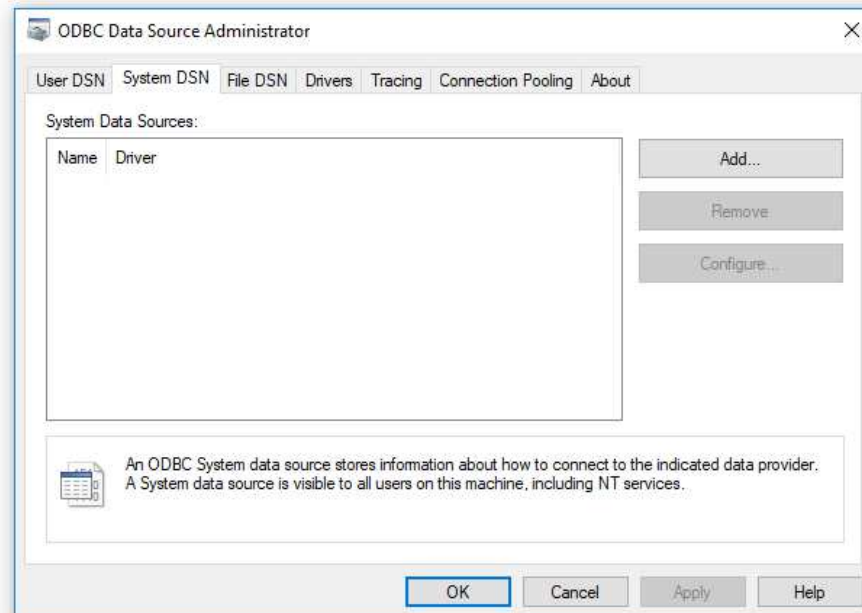 ODBC Data Source Administrator
User DSN System DSN File DSN Drivers Tracing Connection Pooling About
System Data Sources:
Name Driver
Add...
Remove
Configure...
An ODBC System data source stores information about how to connect to the indicated data provider.
A System data source is visible to all users on this machine, including NT services.
OK Cancel Apply Help